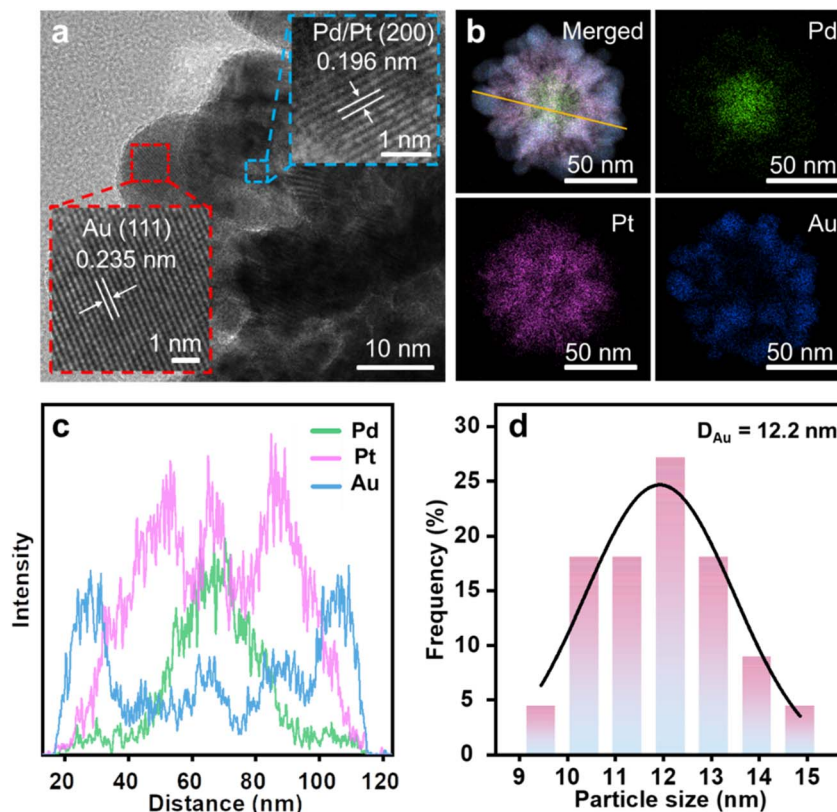 a
Pd/Pt (200)
0.196 nm
1 nm
Au (111)
0.235 nm
1 nm
10 nm
b
Merged
50 nm
Pd
50 nm
Pt
50 nm
Au
50 nm
c
Pd
Pt
Au
Intensity
20 40 60 80 100 120
Distance (nm)
d
D_Au = 12.2 nm
30
25
20
15
10
5
0
Frequency (%)
9 10 11 12 13 14 15
Particle size (nm)